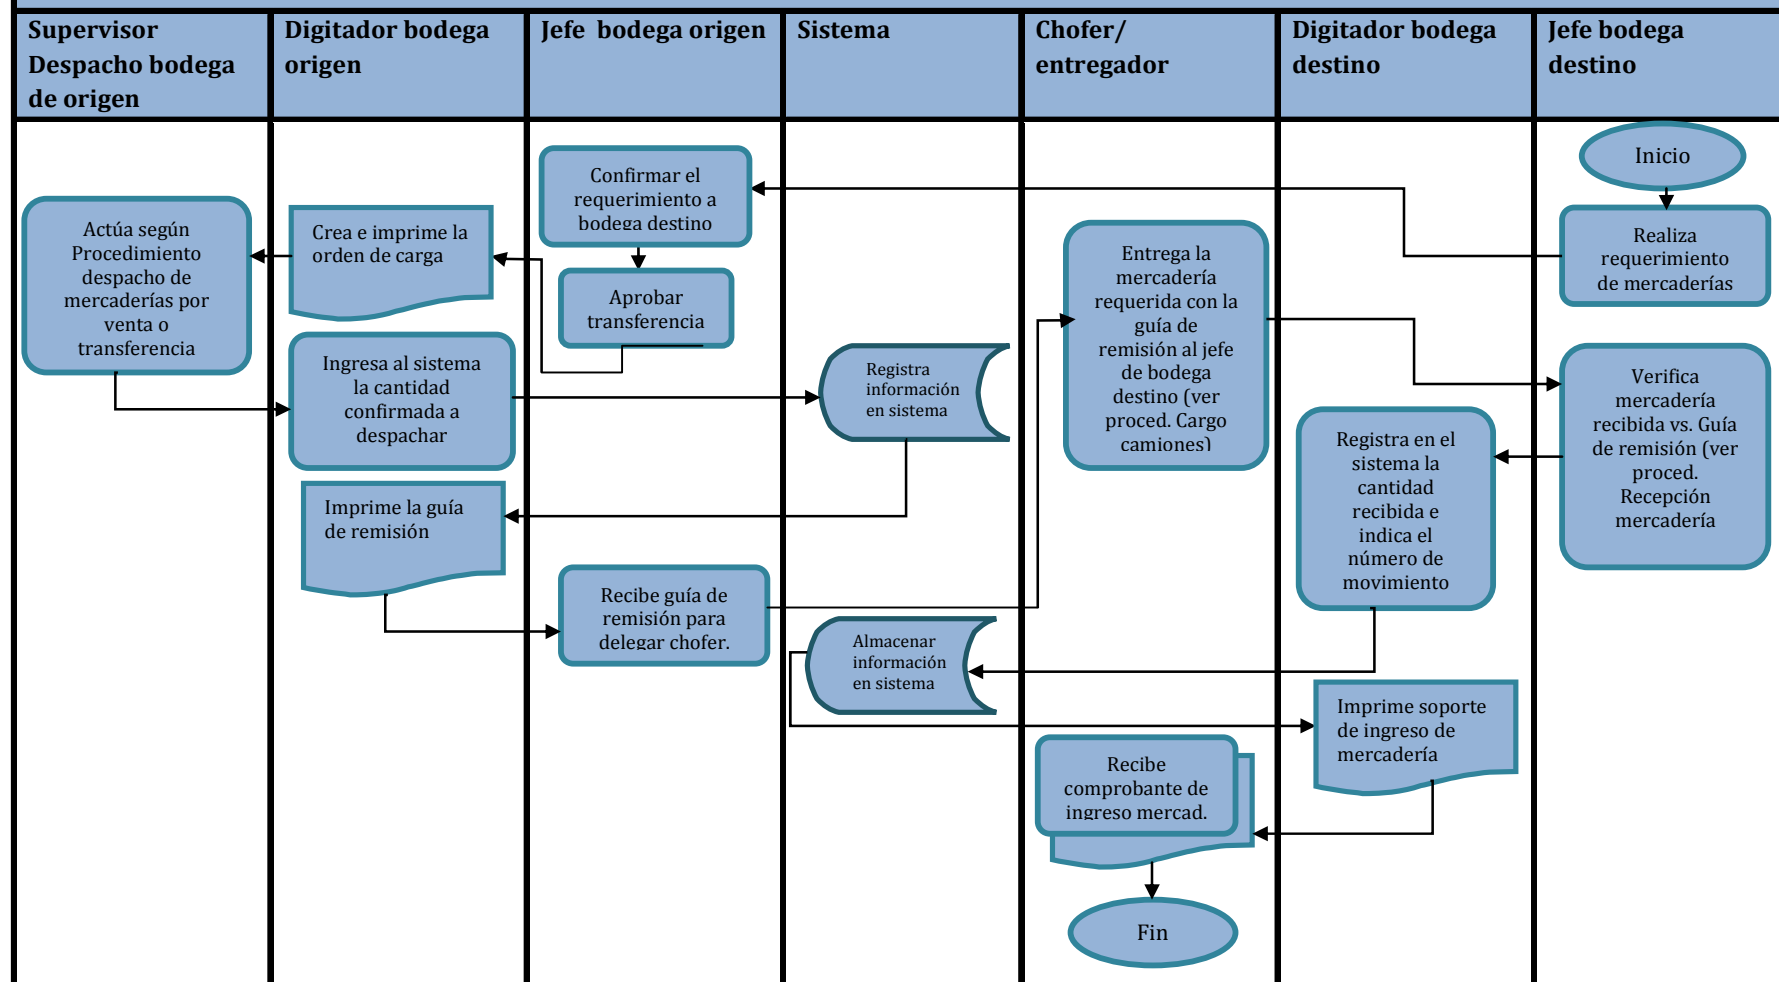 Supervisor
Despacho bodega
de origen
Digitador bodega
origen
Jefe bodega origen
Sistema
Chofer/
entregador
Digitador bodega
destino
Jefe bodega
destino
Inicio
Realiza
requerimiento
de mercaderías
Confirmar el
requerimiento a
bodega destino
Aprobar
transferencia
Crea e imprime la
orden de carga
Actúa según
Procedimiento
despacho de
mercaderías por
venta o
transferencia
Ingresa al sistema
la cantidad
confirmada a
despachar
Registra
información
en sistema
Imprime la guía
de remisión
Recibe guía de
remisión para
delegar chofer.
Entrega la
mercadería
requerida con la
guía de
remisión al jefe
de bodega
destino (ver
proced. Cargo
camiones)
Verifica
mercadería
recibida vs. Guía
de remisión (ver
proced.
Recepción
mercadería
Registra en el
sistema la
cantidad
recibida e
indica el
número de
movimiento
Almacenar
información
en sistema
Imprime soporte
de ingreso de
mercadería
Recibe
comprobante de
ingreso mercad.
Fin